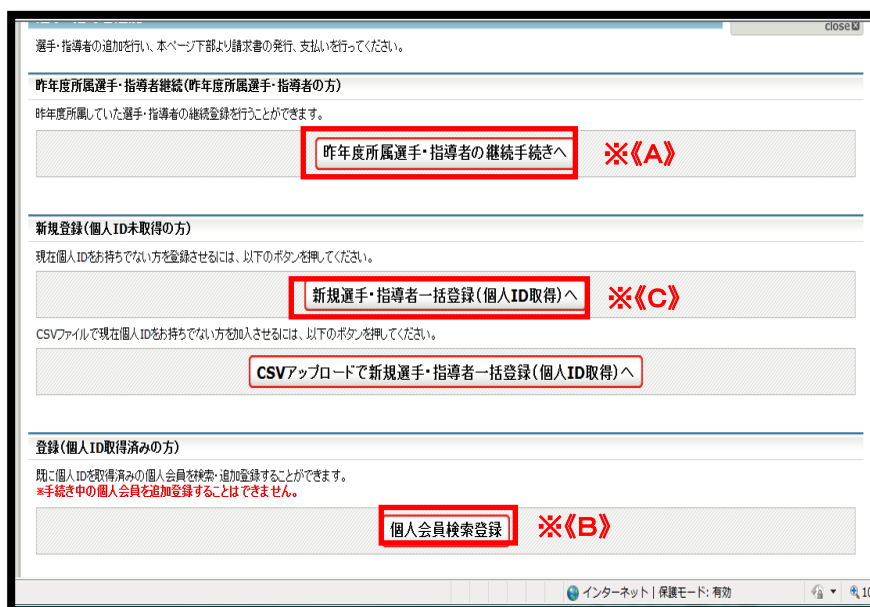 close
選手・指導者の追加を行い、本ページ下部より請求書の発行、支払いを行ってください。
昨年度所属選手・指導者継続(昨年度所属選手・指導者の方)
昨年度所属していた選手・指導者の継続登録を行うことができます。
昨年度所属選手・指導者の継続手続きへ ※《A》
新規登録(個人ID未取得の方)
現在個人IDをお持ちでない方を登録させるには、以下のボタンを押してください。
新規選手・指導者一括登録(個人ID取得)へ ※《C》
CSVファイルで現在個人IDをお持ちでない方を加入させるには、以下のボタンを押してください。
CSVアップロードで新規選手・指導者一括登録(個人ID取得)へ
登録(個人ID取得済みの方)
既に個人IDを取得済みの個人会員を検索・追加登録することができます。
※手続き中の個人会員を追加登録することはできません。
個人会員検索登録 ※《B》
インターネット | 保護モード: 有効 10